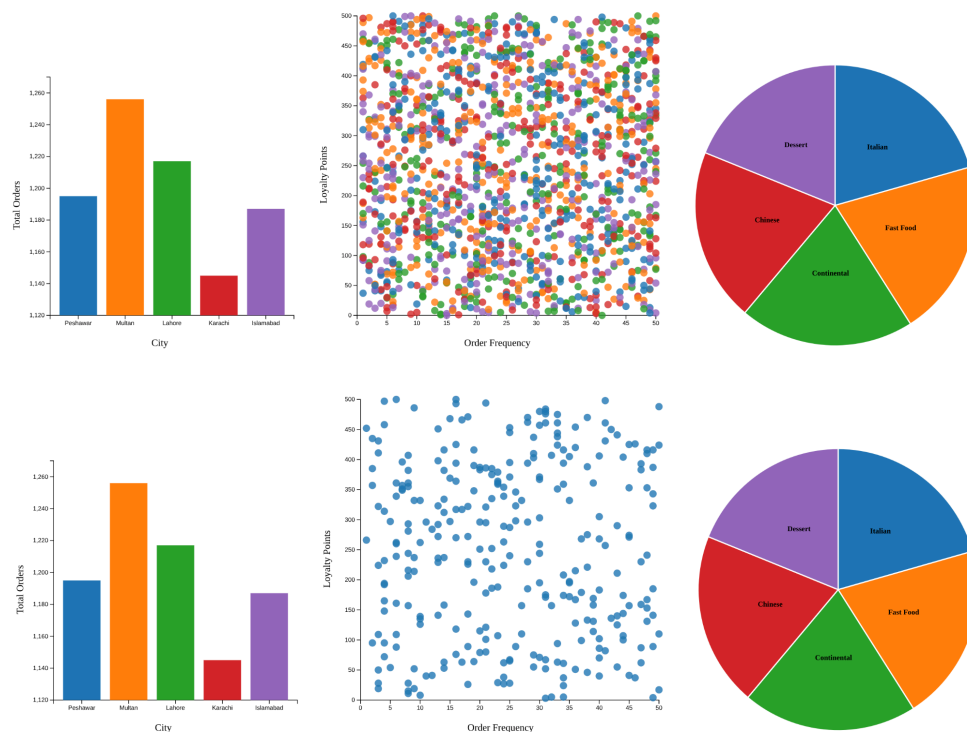 1,260
1,240
1,220
1,200
1,180
1,160
1,140
1,120
Total Orders
Peshawar Multan Lahore Karachi Islamabad
City
500
450
400
350
300
250
200
150
100
50
0
Loyalty Points
0 5 10 15 20 25 30 35 40 45 50
Order Frequency
Dessert Italian
Chinese Fast Food
Continental
1,260
1,240
1,220
1,200
1,180
1,160
1,140
1,120
Total Orders
Peshawar Multan Lahore Karachi Islamabad
City
500
450
400
350
300
250
200
150
100
50
0
Loyalty Points
0 5 10 15 20 25 30 35 40 45 50
Order Frequency
Dessert Italian
Chinese Fast Food
Continental